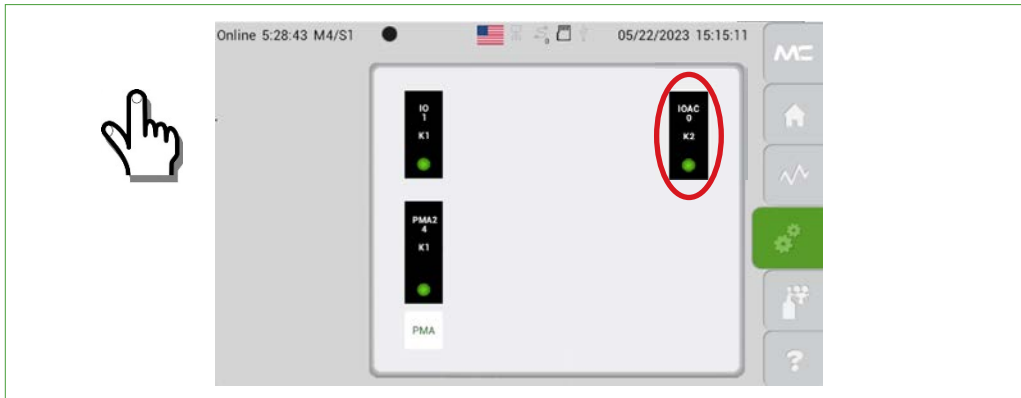 Online 5:28:43 M4/S1
05/22/2023 15:15:11
MC
IO
1
K1
IOAC
0
K2
PMA2
4
K1
PMA
?